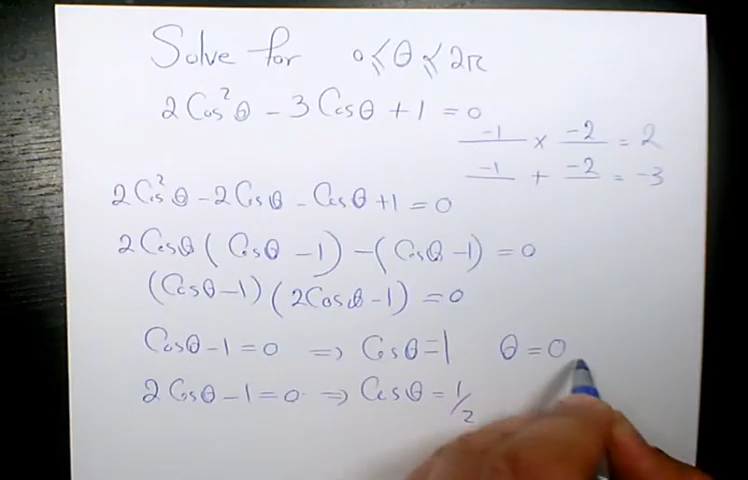 Solve for 0 ≤ θ ≤ 2π
2Cos²θ - 3Cosθ + 1 = 0
-1 × -2 = 2
-1 + -2 = -3
2Cos²θ - 2Cosθ - Cosθ + 1 = 0
2Cosθ (Cosθ - 1) - (Cosθ - 1) = 0
(Cosθ - 1) (2Cosθ - 1) = 0
Cosθ - 1 = 0 ⇒ Cosθ = 1 θ = 0
2Cosθ - 1 = 0 ⇒ Cosθ = 1/2